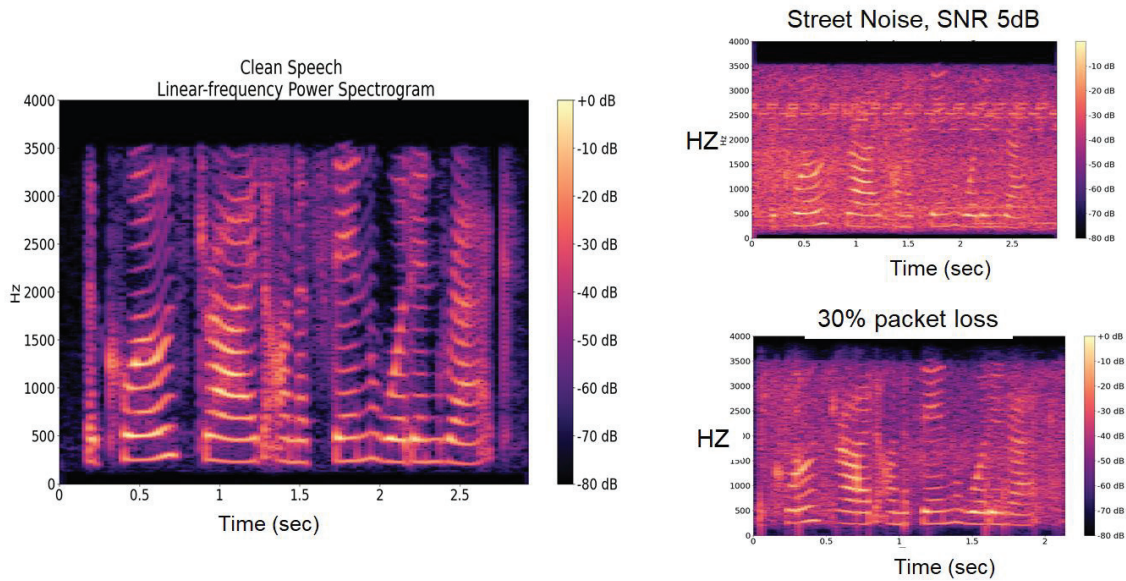 Clean Speech
Linear-frequency Power Spectrogram
4000
3500
3000
2500
2000
1500
1000
500
0
Hz
0
0.5
1
1.5
2
2.5
Time (sec)
+0 dB
-10 dB
-20 dB
-30 dB
-40 dB
-50 dB
-60 dB
-70 dB
-80 dB
Street Noise, SNR 5dB
4000
3500
3000
2500
2000
1500
1000
500
0
HZ
Hz
0
0.5
1
1.5
2
2.5
Time (sec)
-10 dB
-20 dB
-30 dB
-40 dB
-50 dB
-60 dB
-70 dB
-80 dB
30% packet loss
4000
3500
3000
2500
2000
1500
1000
500
0
HZ
0
0.5
1
1.5
2
Time (sec)
+0 dB
-10 dB
-20 dB
-30 dB
-40 dB
-50 dB
-60 dB
-70 dB
-80 dB